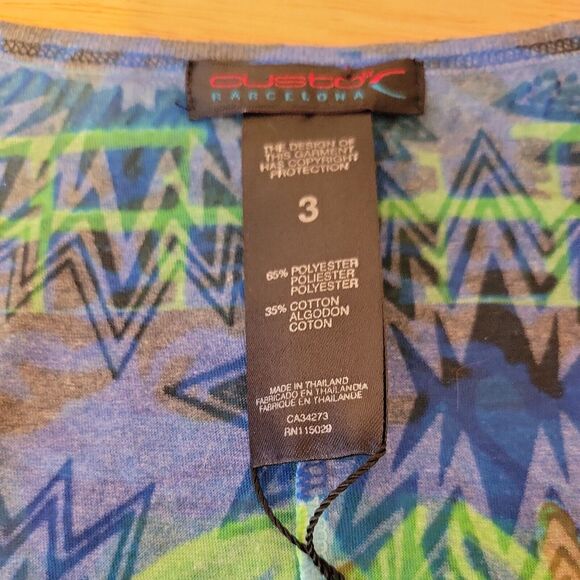 custo
BARCELONA
THE DESIGN OF
THIS GARMENT
HAS COPYRIGHT
PROTECTION
3
65% POLYESTER
POLIESTER
POLYESTER
35% COTTON
ALGODON
COTON
MADE IN THAILAND
FABRICADO EN THAILANDIA
FABRIQUE EN THAILANDE
CA34273
RN115029